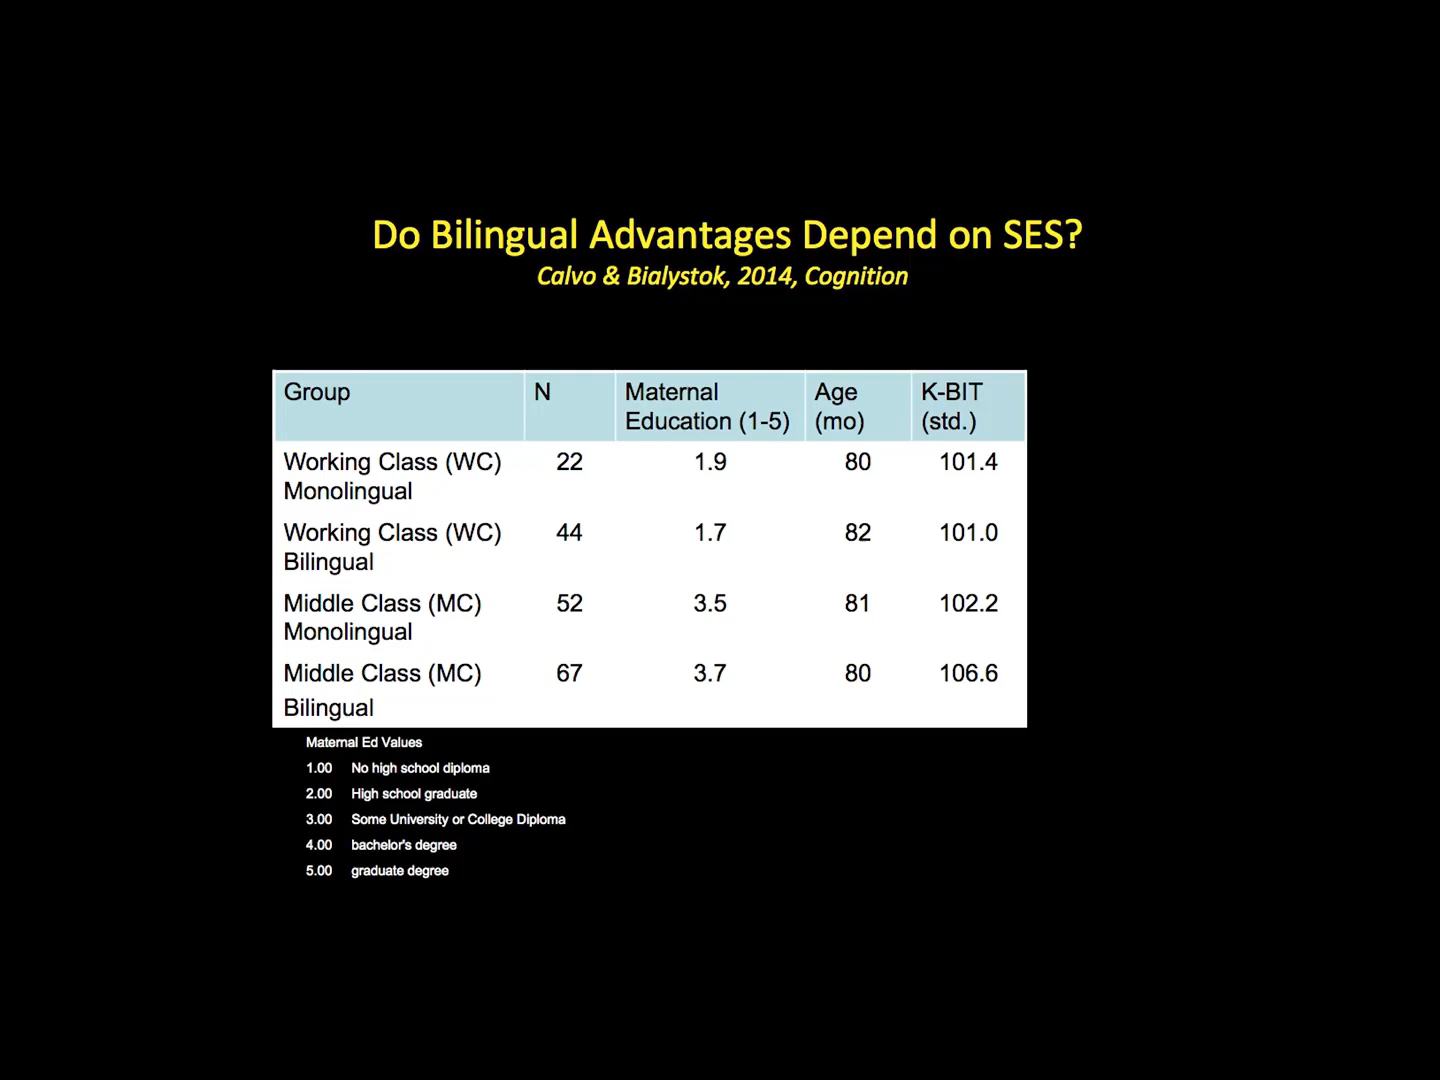 Do Bilingual Advantages Depend on SES?
Calvo & Bialystok, 2014, Cognition
Group N Maternal Education (1-5) Age (mo) K-BIT (std.)
Working Class (WC) Monolingual 22 1.9 80 101.4
Working Class (WC) Bilingual 44 1.7 82 101.0
Middle Class (MC) Monolingual 52 3.5 81 102.2
Middle Class (MC) Bilingual 67 3.7 80 106.6
Maternal Ed Values
1.00 No high school diploma
2.00 High school graduate
3.00 Some University or College Diploma
4.00 bachelor's degree
5.00 graduate degree